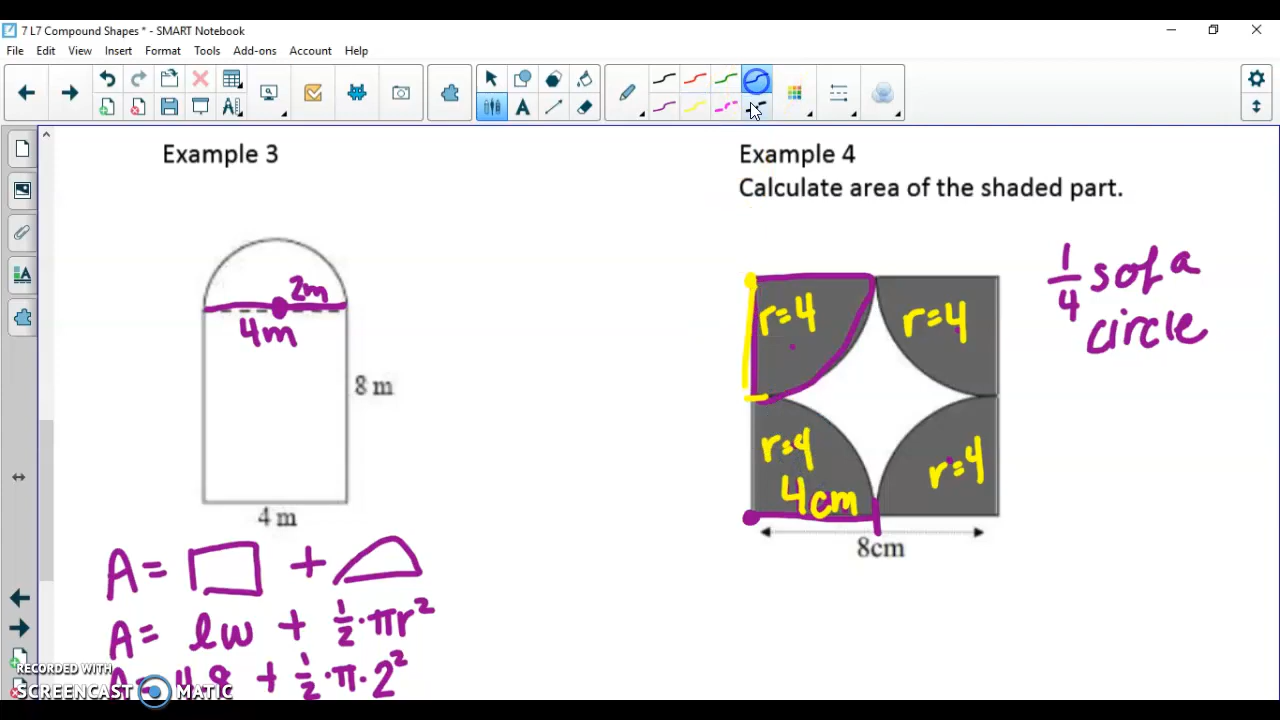 7 L7 Compound Shapes * - SMART Notebook
File Edit View Insert Format Tools Add-ons Account Help
Example 3
2m
4m
8 m
4 m
A= +
A= lw + 1/2·πr²
+ 1/2·π·2²
Example 4
Calculate area of the shaded part.
r=4 r=4
r=4 r=4
4cm
8cm
1/4 s of a
circle
RECORDED WITH
SCREENCAST MATIC